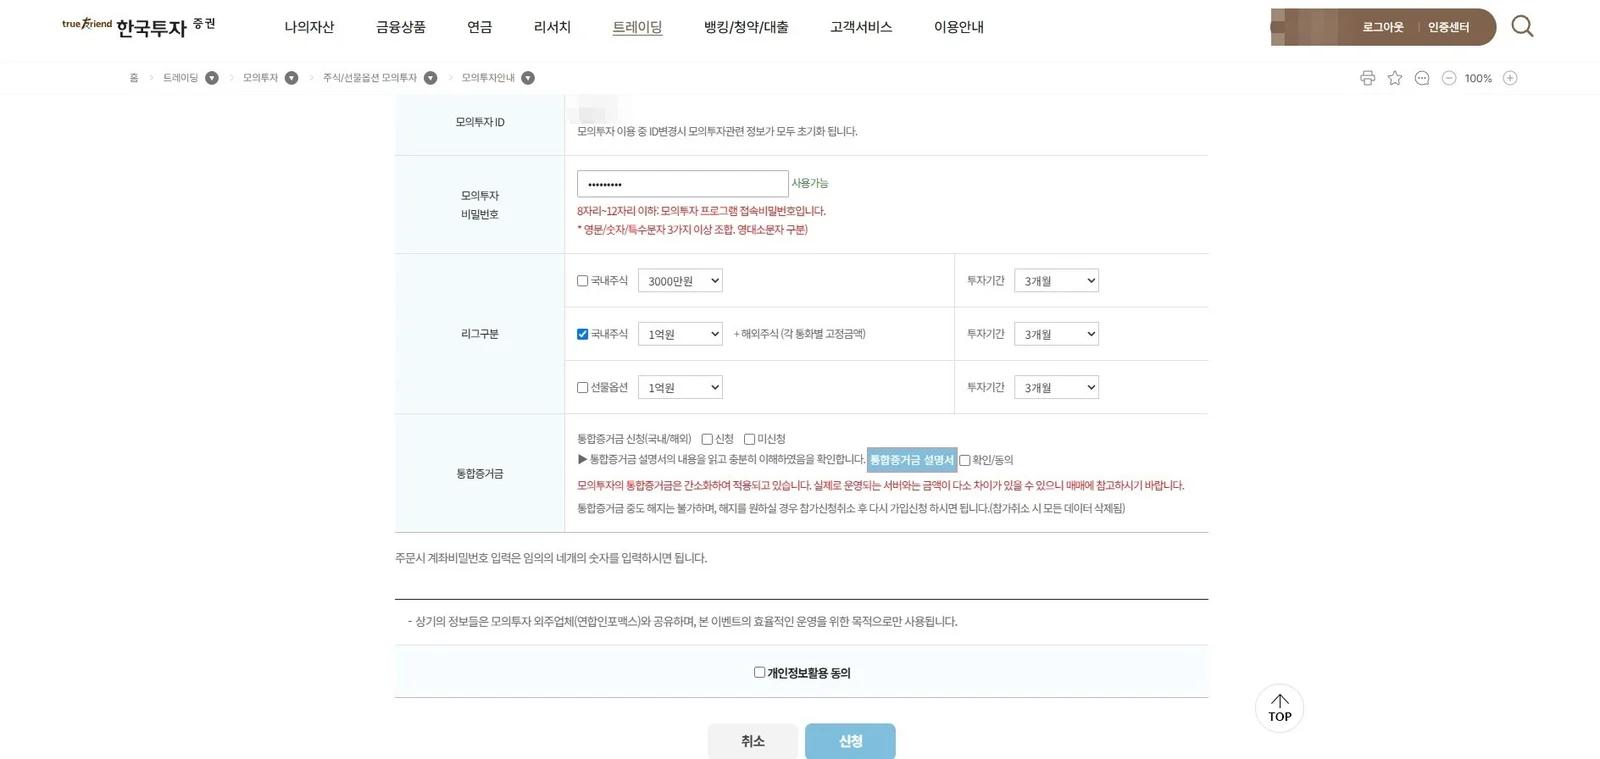 true friend 한국투자 증권
나의자산 금융상품 연금 리서치 트레이딩 뱅킹/청약/대출 고객서비스 이용안내
로그아웃 인증센터
홈 트레이딩 모의투자 주식/선물옵션 모의투자 모의투자안내
100%
모의투자 ID
모의투자 이용 중 ID변경시 모의투자관련 정보가 모두 초기화 됩니다.
모의투자
비밀번호
••••••••• 사용가능
8자리~12자리 이하: 모의투자 프로그램 접속비밀번호입니다.
* 영문/숫자/특수문자 3가지 이상 조합. 영대소문자 구분)
리그구분
국내주식 3000만원 투자기간 3개월
국내주식 1억원 + 해외주식 (각 통화별 고정금액) 투자기간 3개월
선물옵션 1억원 투자기간 3개월
통합증거금
통합증거금 신청(국내/해외) 신청 미신청
▶ 통합증거금 설명서의 내용을 읽고 충분히 이해하였음을 확인합니다. 통합증거금 설명서 확인/동의
모의투자의 통합증거금은 간소화하여 적용되고 있습니다. 실제로 운영되는 서버와는 금액이 다소 차이가 있을 수 있으니 매매에 참고하시기 바랍니다.
통합증거금 중도 해지는 불가하며, 해지를 원하실 경우 참가신청취소 후 다시 가입신청 하시면 됩니다.(참가취소 시 모든 데이터 삭제됨)
주문시 계좌비밀번호 입력은 임의의 네개의 숫자를 입력하시면 됩니다.
- 상기의 정보들은 모의투자 외주업체(연합인포맥스)와 공유하며, 본 이벤트의 효율적인 운영을 위한 목적으로만 사용됩니다.
개인정보활용 동의
취소 신청
TOP